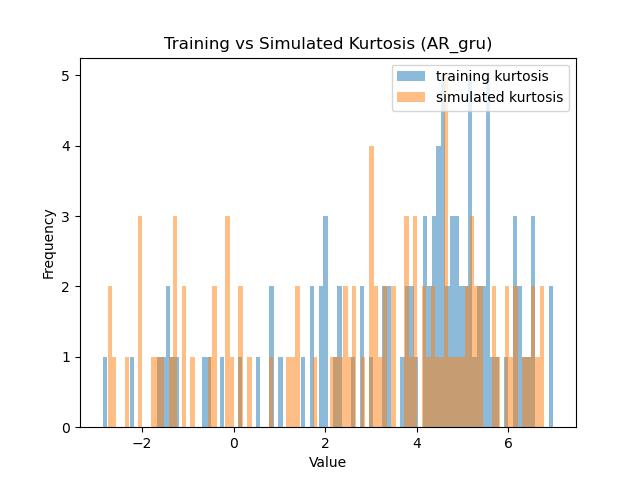 Training vs Simulated Kurtosis (AR_gru)
training kurtosis
simulated kurtosis
Frequency
5
4
3
2
1
0
−2
0
2
4
6
Value